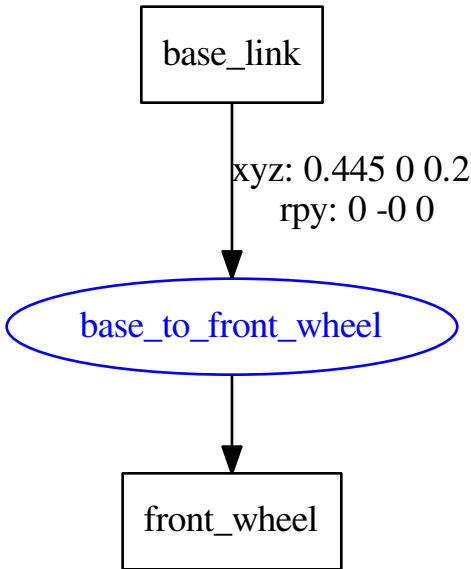 base_link
xyz: 0.445 0 0.2
rpy: 0 -0 0
base_to_front_wheel
front_wheel